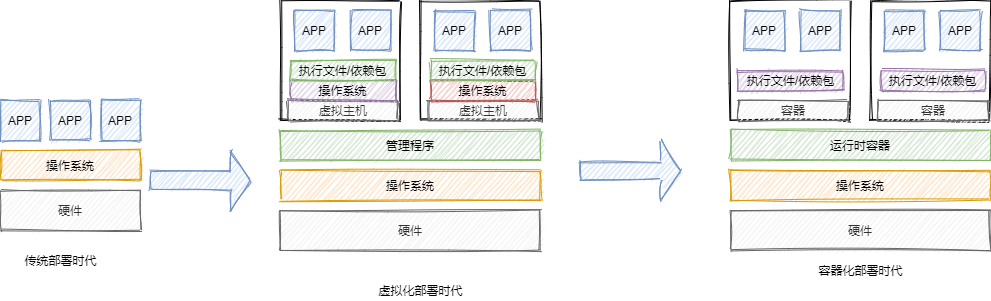 APP
APP
APP
操作系统
硬件
传统部署时代
APP
APP
执行文件/依赖包
操作系统
虚拟主机
APP
APP
执行文件/依赖包
操作系统
虚拟主机
管理程序
操作系统
硬件
虚拟化部署时代
APP
APP
执行文件/依赖包
容器
APP
APP
执行文件/依赖包
容器
运行时容器
操作系统
硬件
容器化部署时代